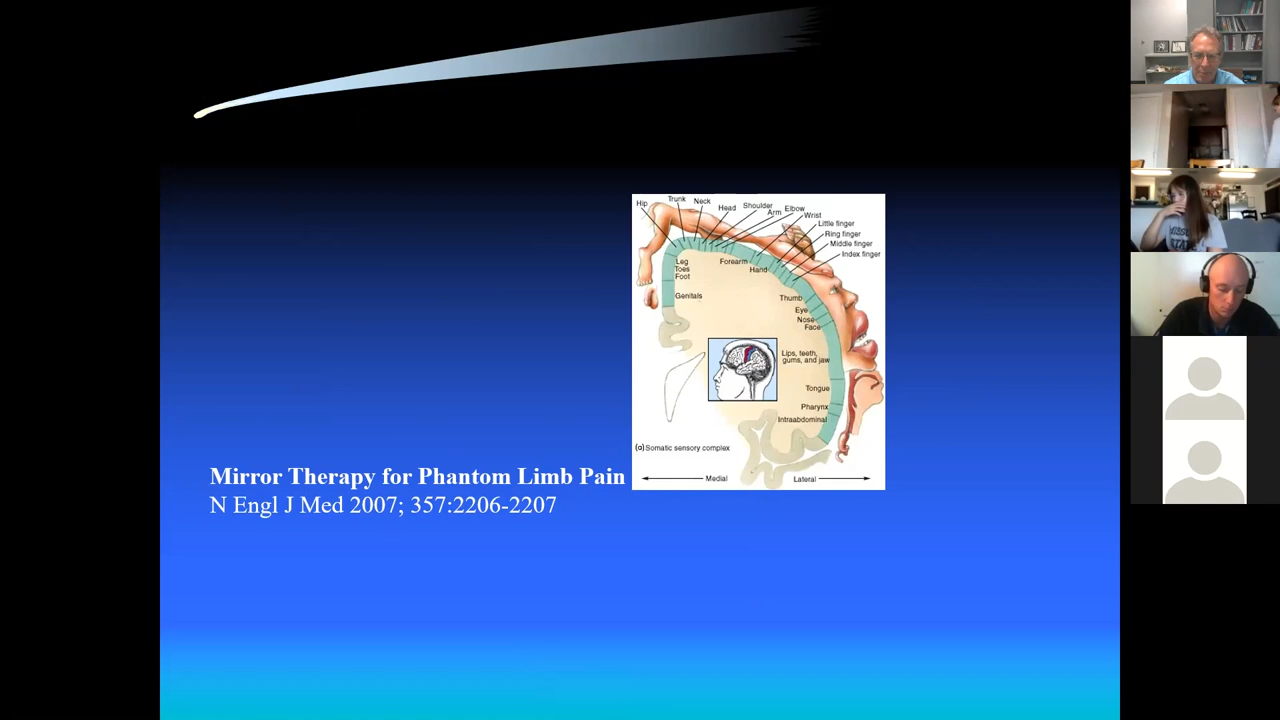 Hip
Trunk
Neck
Head
Shoulder
Arm
Elbow
Wrist
Little finger
Ring finger
Middle finger
Index finger
Leg
Toes
Foot
Genitals
Forearm
Hand
Thumb
Eye
Nose
Face
Lips, teeth,
gums, and jaw
Tongue
Pharynx
Intraabdominal
(a) Somatic sensory complex
Medial
Lateral
Mirror Therapy for Phantom Limb Pain
N Engl J Med 2007; 357:2206-2207